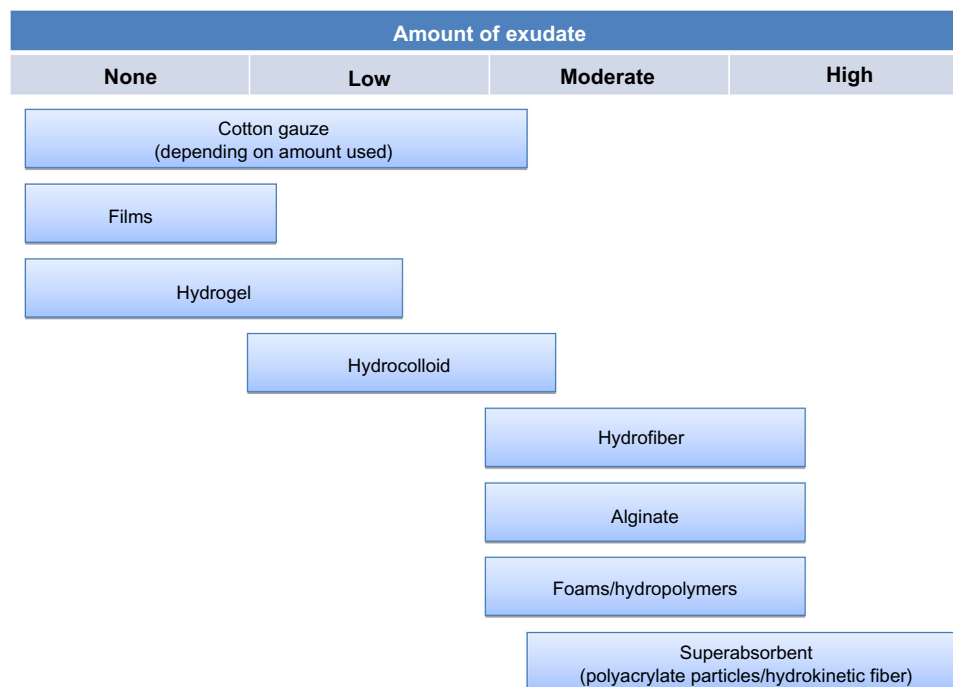 Amount of exudate
None Low Moderate High
Cotton gauze
(depending on amount used)
Films
Hydrogel
Hydrocolloid
Hydrofiber
Alginate
Foams/hydropolymers
Superabsorbent
(polyacrylate particles/hydrokinetic fiber)